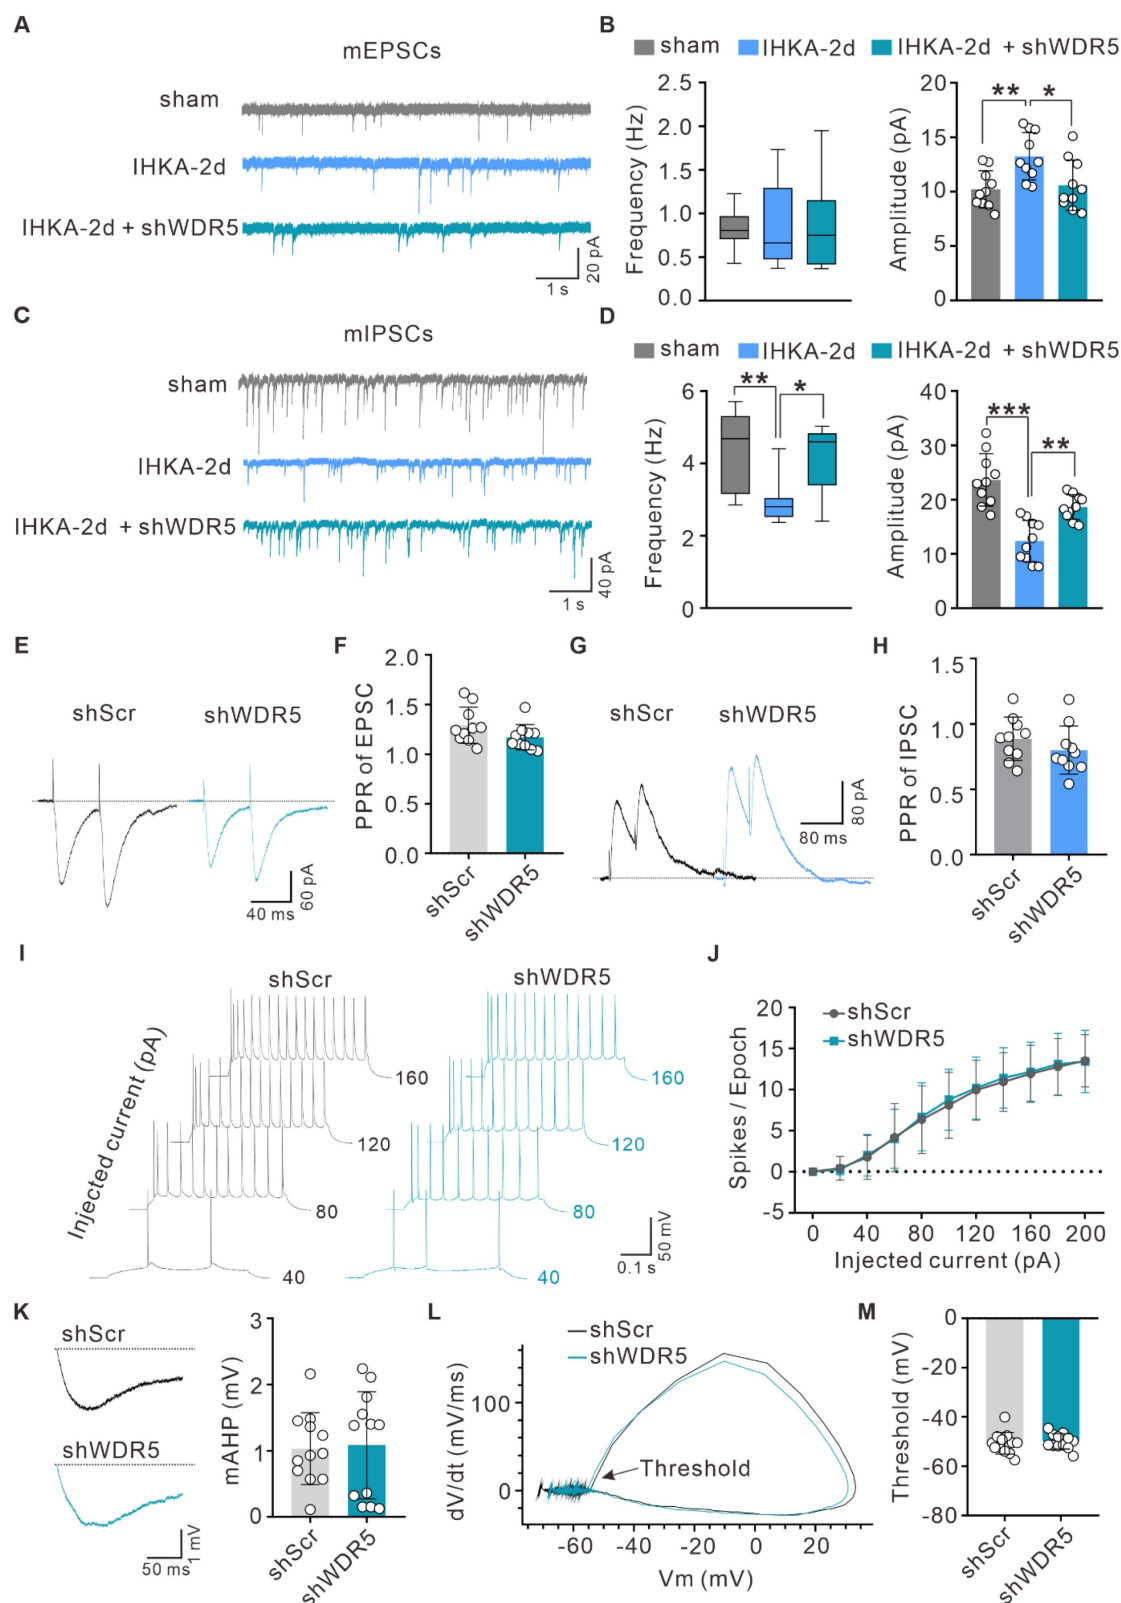 A
mEPSCs
sham
IHKA-2d
IHKA-2d + shWDR5
1 s
20 pA
B
sham IHKA-2d IHKA-2d + shWDR5
Frequency (Hz)
2.5
2.0
1.5
1.0
0.5
0.0
Amplitude (pA)
20
15
10
5
0
** *
C
mIPSCs
sham
IHKA-2d
IHKA-2d + shWDR5
1 s
40 pA
D
sham IHKA-2d IHKA-2d + shWDR5
Frequency (Hz)
6
4
2
0
** *
Amplitude (pA)
40
30
20
10
0
***
**
E
shScr shWDR5
40 ms
60 pA
F
PPR of EPSC
2.0
1.5
1.0
0.5
0.0
shScr
shWDR5
G
shScr shWDR5
80 ms
80 pA
H
PPR of IPSC
1.5
1.0
0.5
0.0
shScr
shWDR5
I
shScr shWDR5
Injected current (pA)
160 160
120 120
80 80
40 40
0.1 s
50 mV
J
shScr
shWDR5
Spikes / Epoch
20
15
10
5
0
-5
0 40 80 120 160 200
Injected current (pA)
K
shScr
shWDR5
50 ms
1 mV
mAHP (mV)
3
2
1
0
shScr
shWDR5
L
shScr
shWDR5
dV/dt (mV/ms)
100
0
Threshold
-60 -40 -20 0 20
Vm (mV)
M
Threshold (mV)
0
-20
-40
-60
-80
shScr
shWDR5